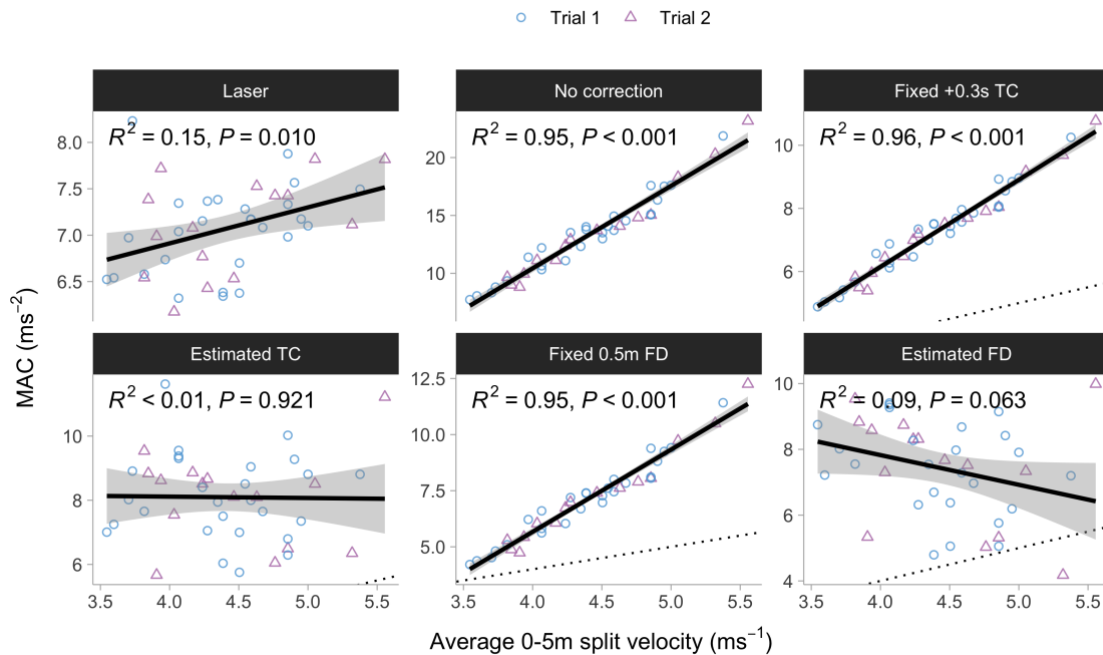 Trial 1 Trial 2
Laser No correction Fixed +0.3s TC
R² = 0.15, P = 0.010 R² = 0.95, P < 0.001 R² = 0.96, P < 0.001
8.0
7.5
7.0
6.5
20
15
10
10
8
6
Estimated TC Fixed 0.5m FD Estimated FD
R² < 0.01, P = 0.921 R² = 0.95, P < 0.001 R² = 0.09, P = 0.063
10
8
6
12.5
10.0
7.5
5.0
10
8
6
4
3.5 4.0 4.5 5.0 5.5 3.5 4.0 4.5 5.0 5.5 3.5 4.0 4.5 5.0 5.5
MAC (ms⁻²)
Average 0-5m split velocity (ms⁻¹)